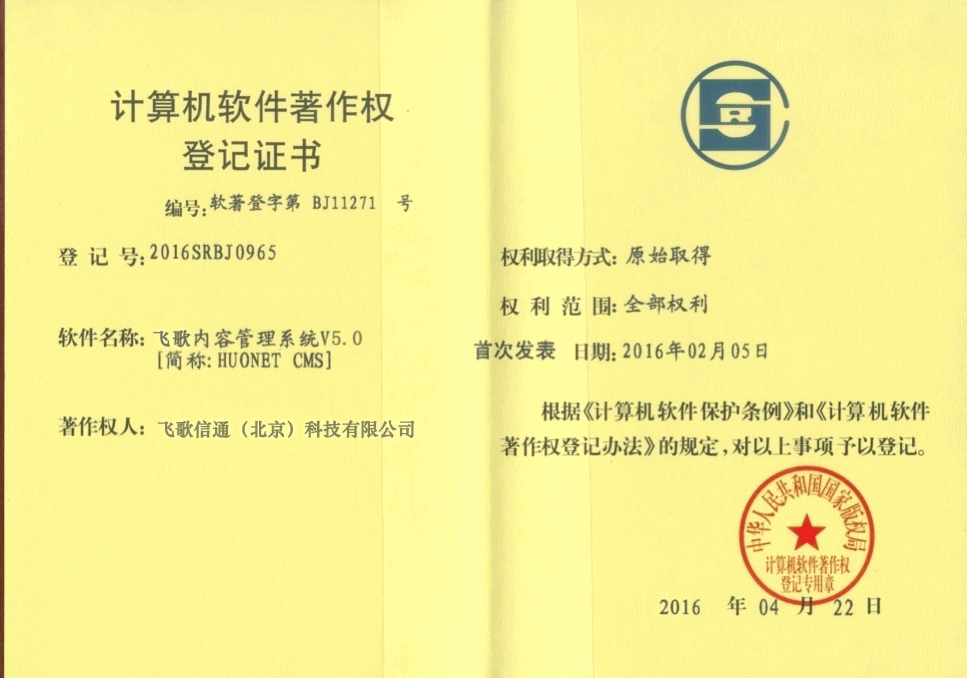 计算机软件著作权
登记证书
编号:软著登字第 BJ11271 号
登 记 号:2016SRBJ0965
软件名称: 飞歌内容管理系统V5.0
[简称:HUONET CMS]
著作权人: 飞歌信通（北京）科技有限公司
R
权利取得方式: 原始取得
权 利 范 围: 全部权利
首次发表 日期: 2016年02月05日
根据《计算机软件保护条例》和《计算机软件
著作权登记办法》的规定,对以上事项予以登记。
中华人民共和国国家版权局
计算机软件著作权
登记专用章
2016 年 04 月 22 日